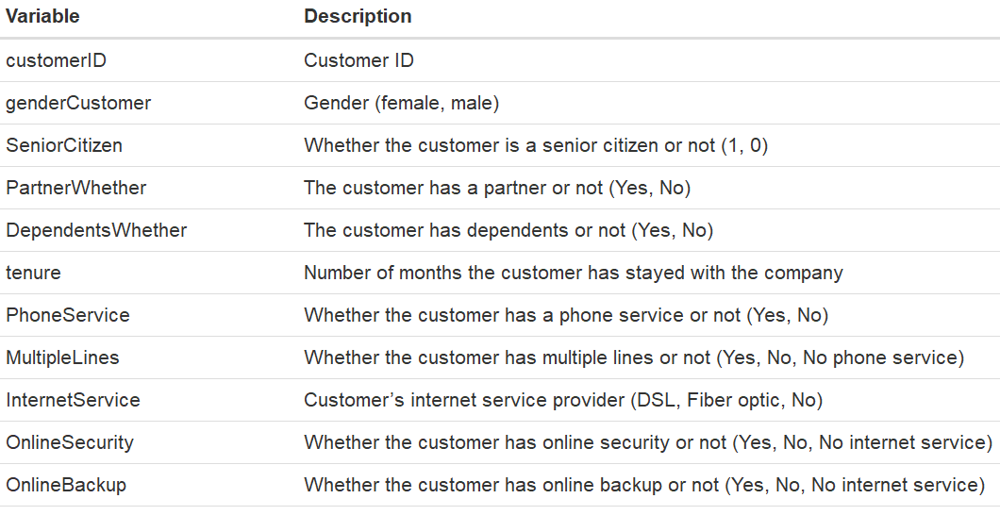 Variable Description
customerID Customer ID
genderCustomer Gender (female, male)
SeniorCitizen Whether the customer is a senior citizen or not (1, 0)
PartnerWhether The customer has a partner or not (Yes, No)
DependentsWhether The customer has dependents or not (Yes, No)
tenure Number of months the customer has stayed with the company
PhoneService Whether the customer has a phone service or not (Yes, No)
MultipleLines Whether the customer has multiple lines or not (Yes, No, No phone service)
InternetService Customer’s internet service provider (DSL, Fiber optic, No)
OnlineSecurity Whether the customer has online security or not (Yes, No, No internet service)
OnlineBackup Whether the customer has online backup or not (Yes, No, No internet service)